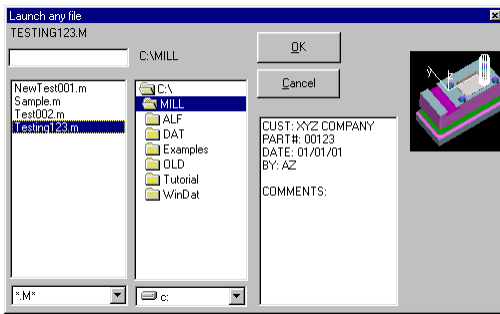 Launch any file
TESTING123.M
C:\MILL
OK
Cancel
NewTest001.m
Sample.m
Test002.m
Testing123.m
C:\
MILL
ALF
DAT
Examples
OLD
Tutorial
WinDat
CUST: XYZ COMPANY
PART#: 00123
DATE: 01/01/01
BY: AZ
COMMENTS:
*.M*
c:
Y
Z